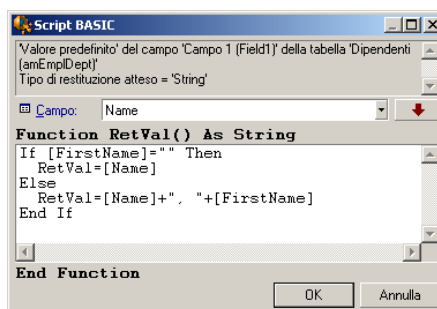 Script BASIC
'Valore predefinito' del campo 'Campo 1 (Field1)' della tabella 'Dipendenti
(amEmplDept)'
Tipo di restituzione atteso = 'String'
Campo: Name
Function RetVal() As String
If [FirstName]="" Then
  RetVal=[Name]
Else
  RetVal=[Name]+", "+[FirstName]
End If
End Function
OK Annulla